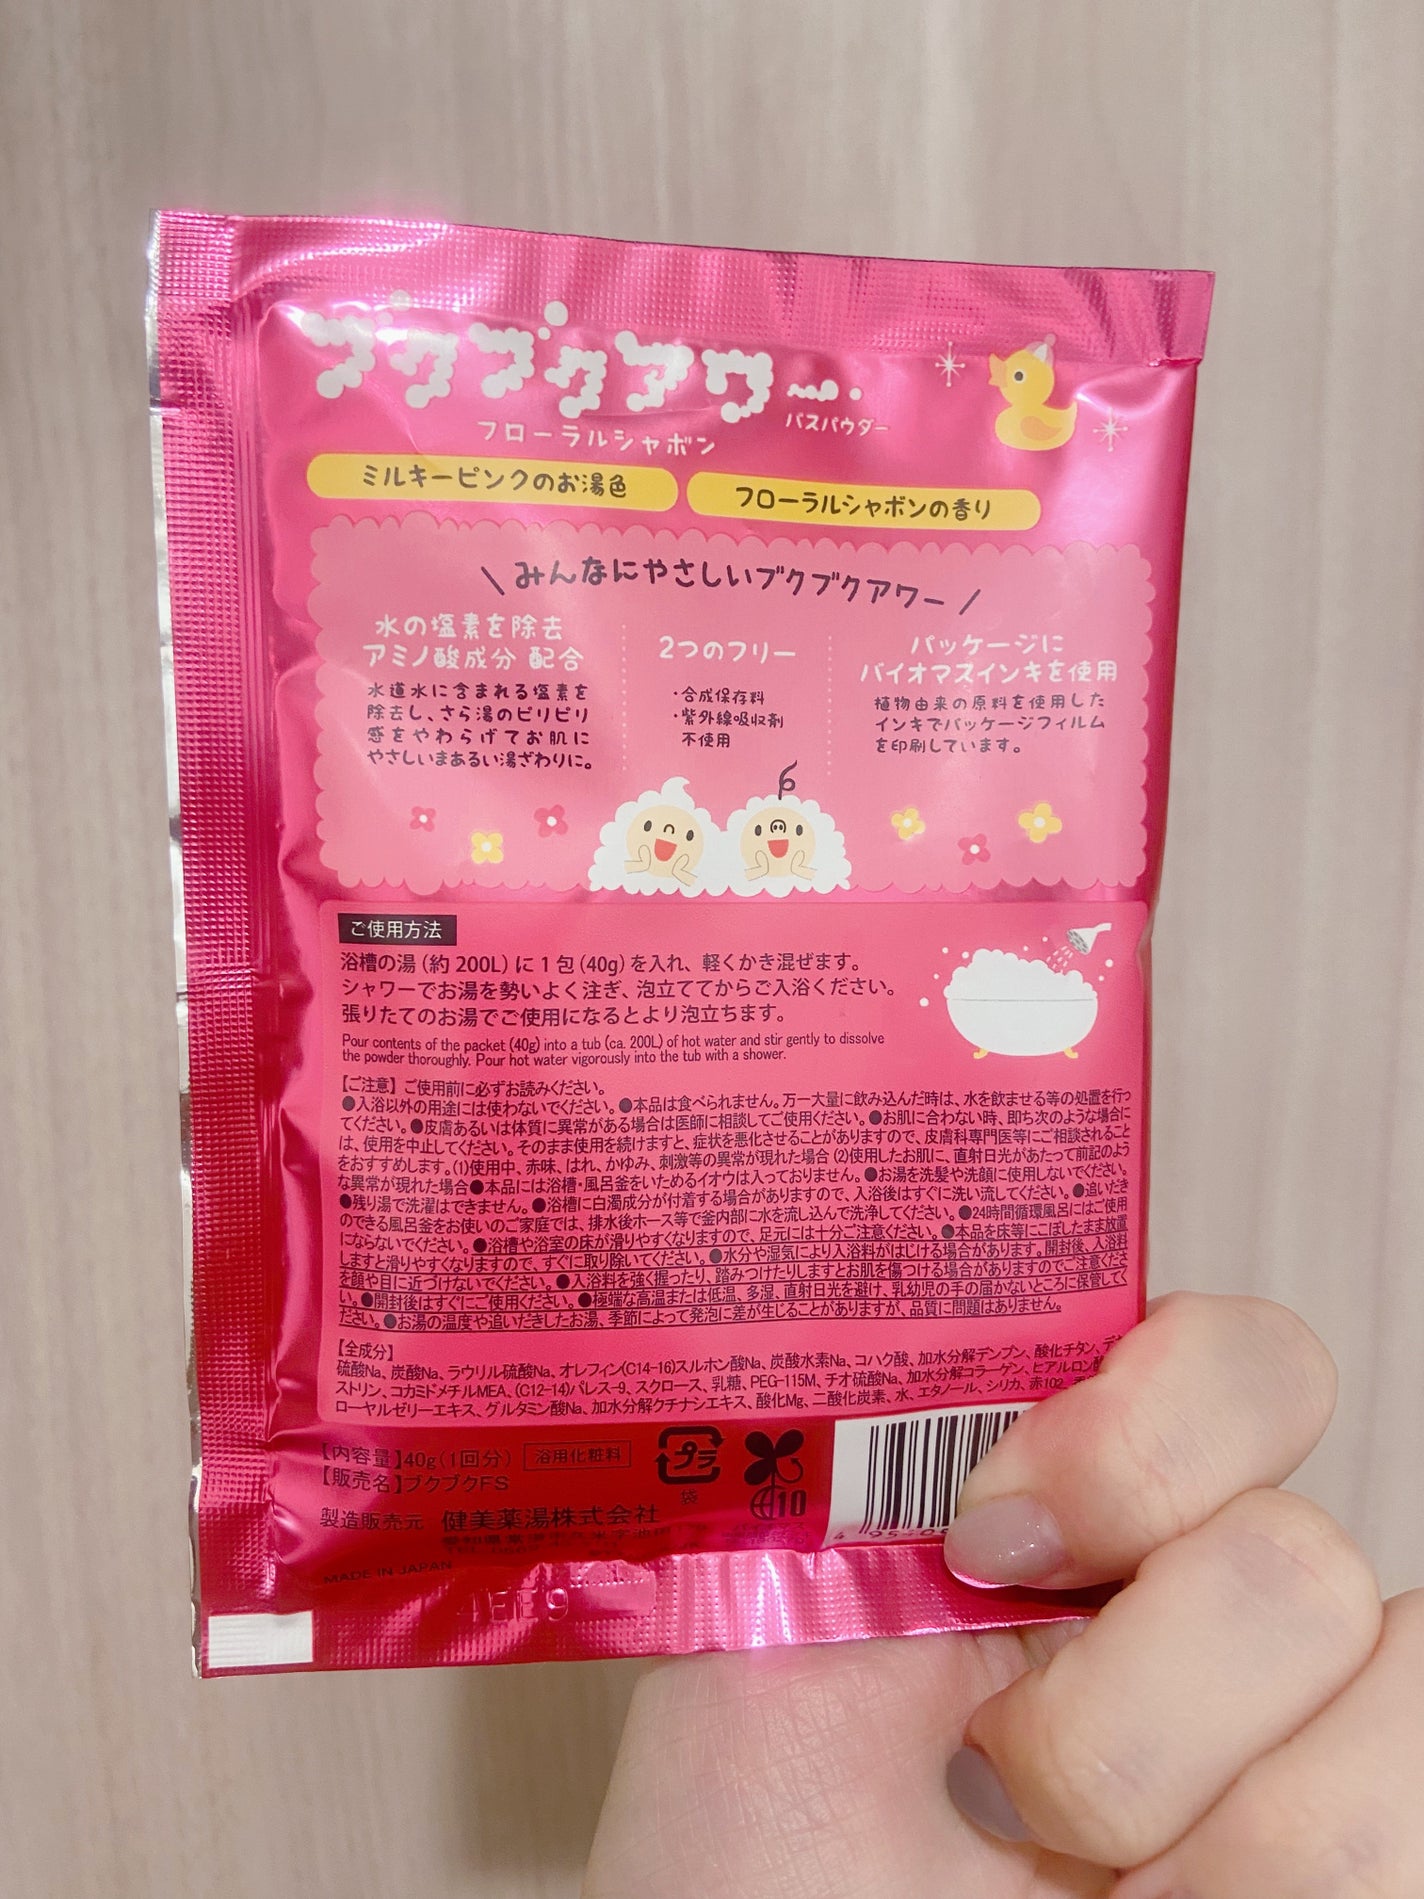 ブクブクアワー
バスパウダー
フローラルシャボン
ミルキーピンクのお湯色
フローラルシャボンの香り
\ みんなにやさしいブクブクアワー /
水の塩素を除去
アミノ酸成分 配合
水道水に含まれる塩素を
除去し、さら湯のピリピリ
感をやわらげてお肌に
やさしいまあるい湯ざわりに。
2つのフリー
・合成保存料
・紫外線吸収剤
不使用
パッケージに
バイオマスインキを使用
植物由来の原料を使用した
インキでパッケージフィルム
を印刷しています。
ご使用方法
浴槽の湯（約 200L）に 1 包（40g）を入れ、軽くかき混ぜます。
シャワーでお湯を勢いよく注ぎ、泡立ててからご入浴ください。
張りたてのお湯でご使用になるとより泡立ちます。
Pour contents of the packet (40g) into a tub (ca. 200L) of hot water and stir gently to dissolve
the powder thoroughly. Pour hot water vigorously into the tub with a shower.
【ご注意】ご使用前に必ずお読みください。
●入浴以外の用途には使わないでください。●本品は食べられません。万一大量に飲み込んだ時は、水を飲ませる等の処置を行っ
てください。●皮膚あるいは体質に異常がある場合は医師に相談してご使用ください。●お肌に合わない時、即ち次のような場合に
は、使用を中止してください。そのまま使用を続けますと、症状を悪化させることがありますので、皮膚科専門医等にご相談されること
をおすすめします。(1)使用中、赤味、はれ、かゆみ、刺激等の異常が現れた場合 (2)使用したお肌に、直射日光があたって前記のよう
な異常が現れた場合●本品には浴槽・風呂釜をいためるイオウは入っておりません。●お湯を洗髪や洗顔に使用しないでください。
●残り湯で洗濯はできません。●浴槽に白濁成分が付着する場合がありますので、入浴後はすぐに洗い流してください。●追いだき
のできる風呂釜をお使いのご家庭では、排水後ホース等で釜内部に水を流し込んで洗浄してください。●24時間循環風呂にはご使用
にならないでください。●浴槽や浴室の床が滑りやすくなりますので、足元には十分ご注意ください。●本品を床等にこぼしたまま放置
しますと滑りやすくなりますので、すぐに取り除いてください。●水分や湿気により入浴料がはじける場合があります。開封後、入浴料
を顔や目に近づけないでください。●入浴料を強く握ったり、踏みつけたりしますとお肌を傷つける場合がありますのでご注意くださ
い。●開封後はすぐにご使用ください。●極端な高温または低温、多湿、直射日光を避け、乳幼児の手の届かないところに保管してく
ださい。●お湯の温度や追いだきしたお湯、季節によって発泡に差が生じることがありますが、品質に問題はありません。
【全成分】
硫酸Na、炭酸Na、ラウリル硫酸Na、オレフィン(C14-16)スルホン酸Na、炭酸水素Na、コハク酸、加水分解デンプン、酸化チタン、デキ
ストリン、コカミドメチルMEA、(C12-14)パレス-9、スクロース、乳糖、PEG-115M、チオ硫酸Na、加水分解コラーゲン、ヒアルロン酸
ローヤルゼリーエキス、グルタミン酸Na、加水分解クチナシエキス、酸化Mg、二酸化炭素、水、エタノール、シリカ、赤102
【内容量】40g（1回分） 浴用化粧料
【販売名】ブクブクFS
プラ
袋
10
製造販売元 健美薬湯株式会社
MADE IN JAPAN
4EE9